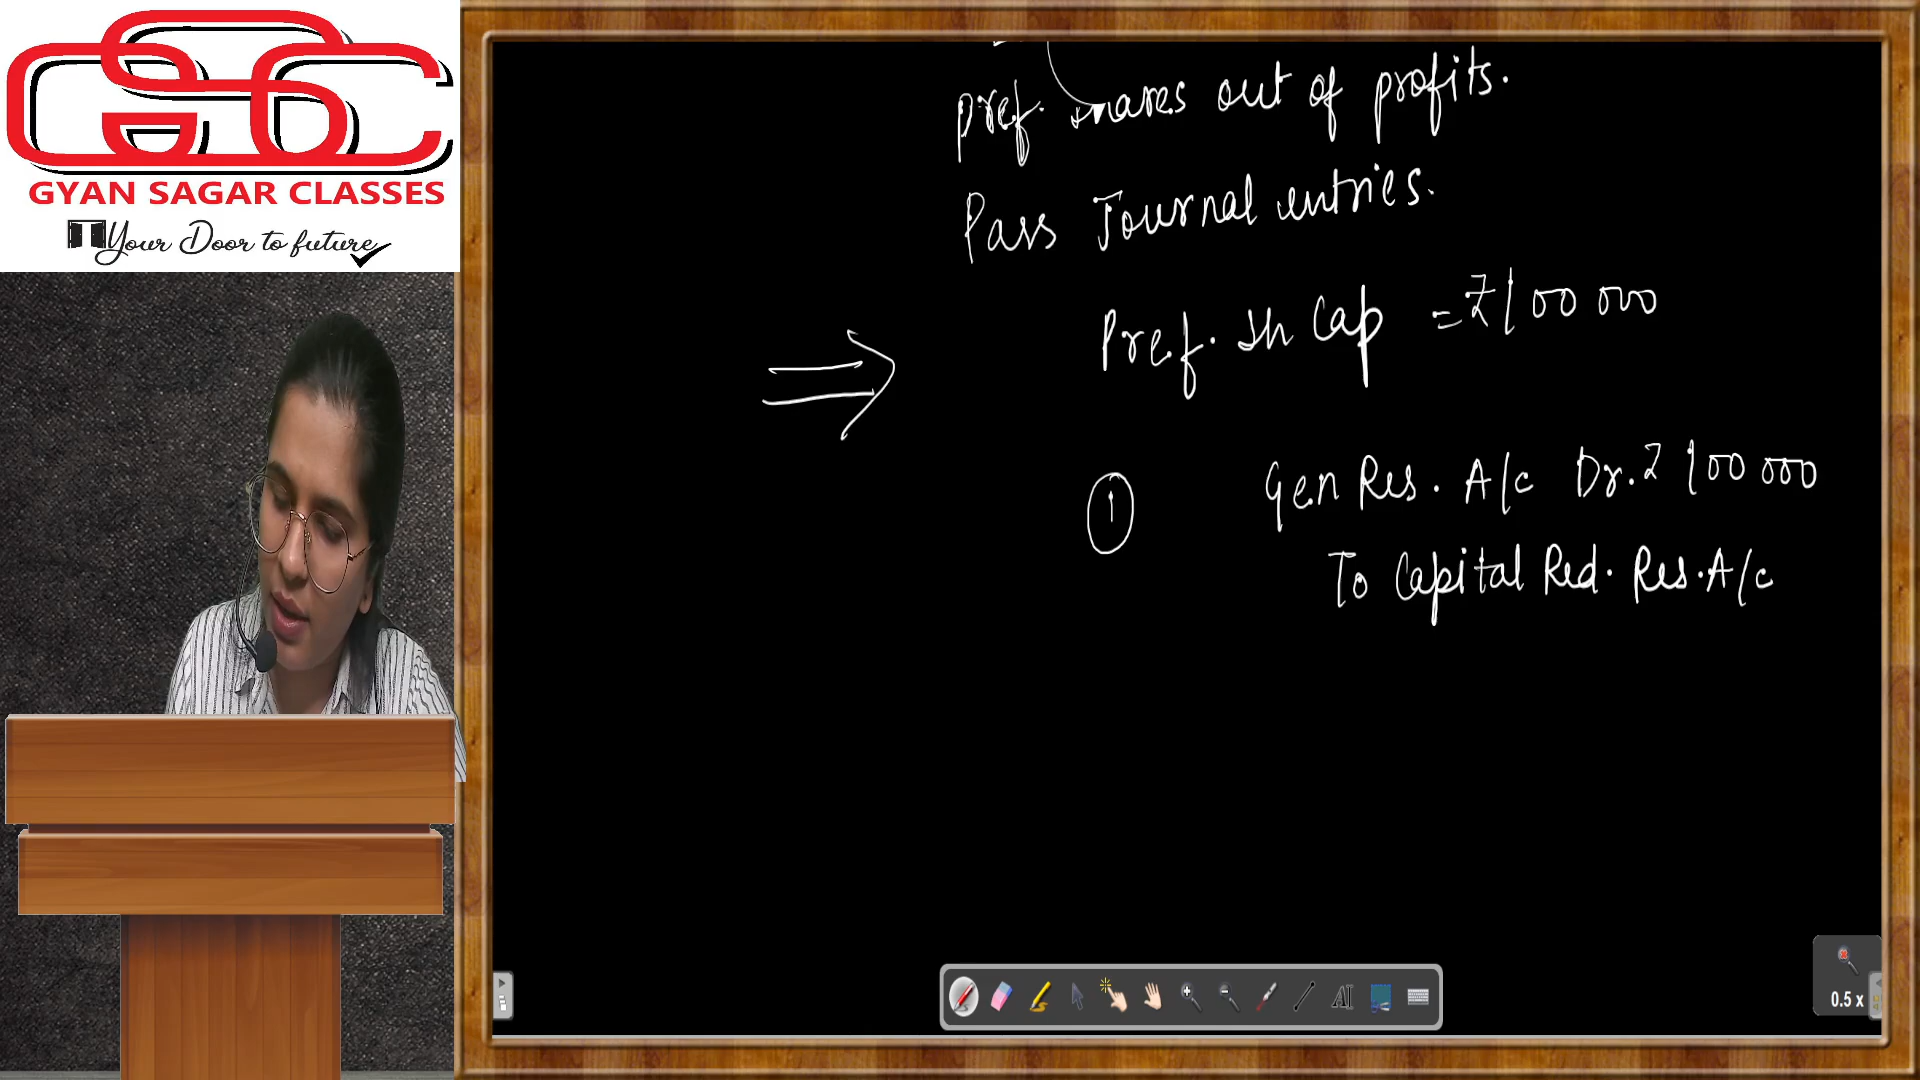 GSC
GYAN SAGAR CLASSES
Your Door to future
Pref. shares out of profits.
Pass Journal entries.
Pref. sh Cap = ₹100 000
① Gen Res. A/c Dr. ₹ 100 000
To Capital Red. Res. A/c
0.5 x